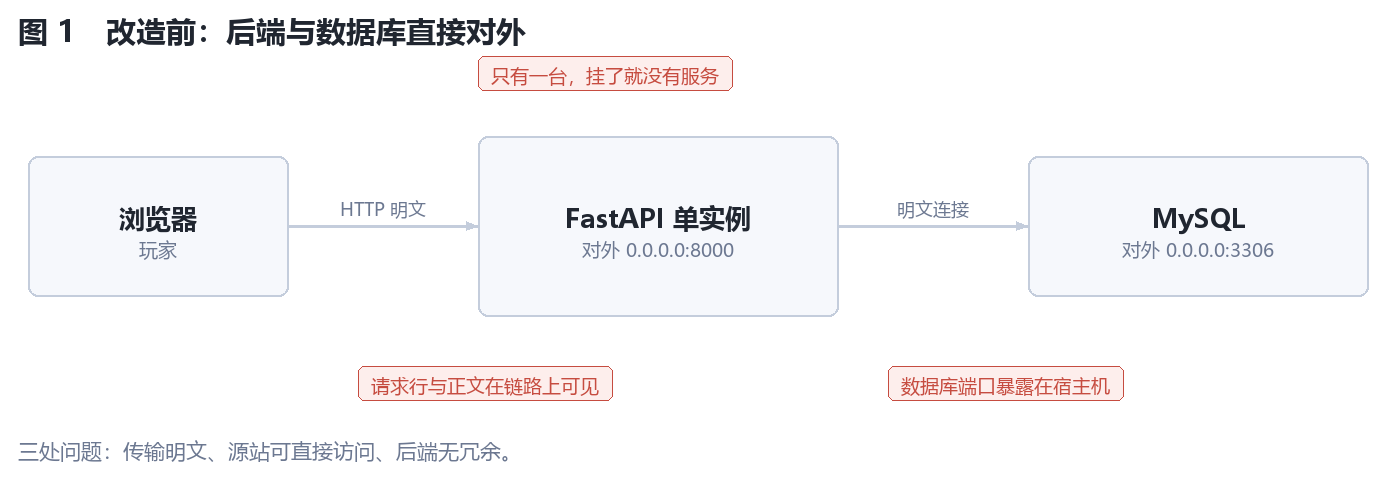 图 1 改造前：后端与数据库直接对外
只有一台，挂了就没有服务
浏览器
玩家
HTTP 明文
FastAPI 单实例
对外 0.0.0.0:8000
明文连接
MySQL
对外 0.0.0.0:3306
请求行与正文在链路上可见
数据库端口暴露在宿主机
三处问题：传输明文、源站可直接访问、后端无冗余。